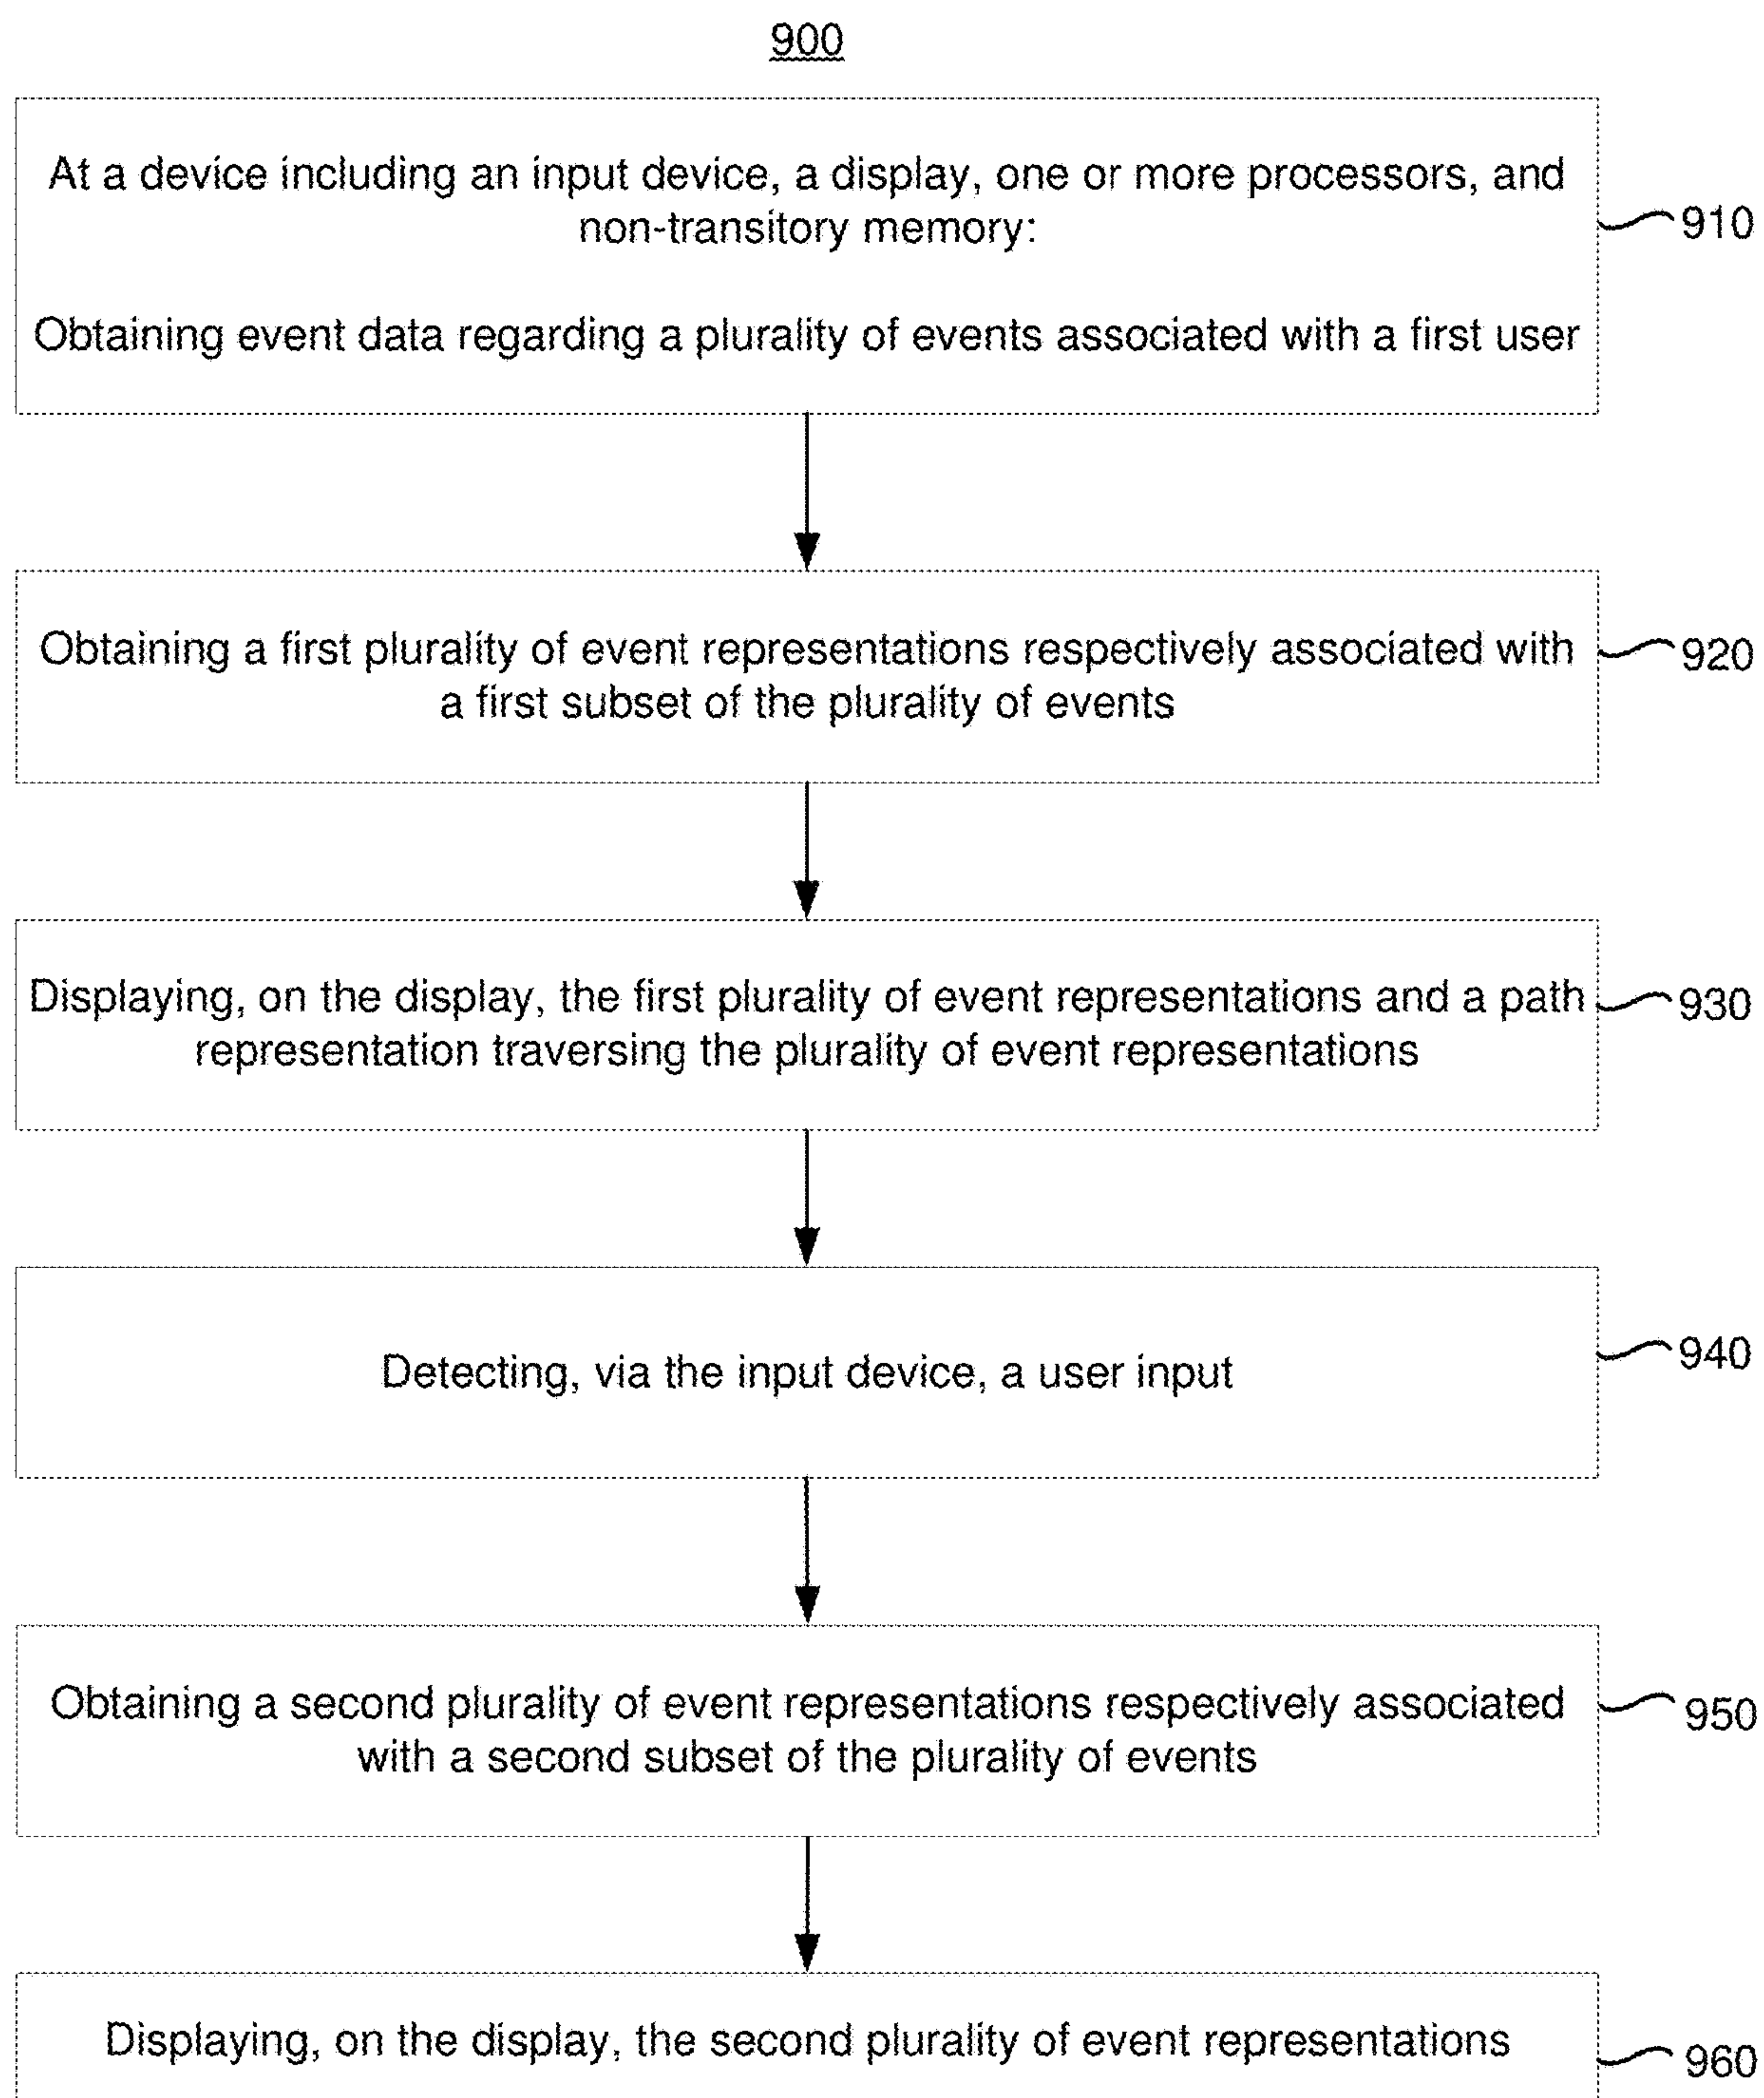 900
At a device including an input device, a display, one or more processors, and
non-transitory memory:
Obtaining event data regarding a plurality of events associated with a first user
910
Obtaining a first plurality of event representations respectively associated with
a first subset of the plurality of events
920
Displaying, on the display, the first plurality of event representations and a path
representation traversing the plurality of event representations
930
Detecting, via the input device, a user input
940
Obtaining a second plurality of event representations respectively associated
with a second subset of the plurality of events
950
Displaying, on the display, the second plurality of event representations
960